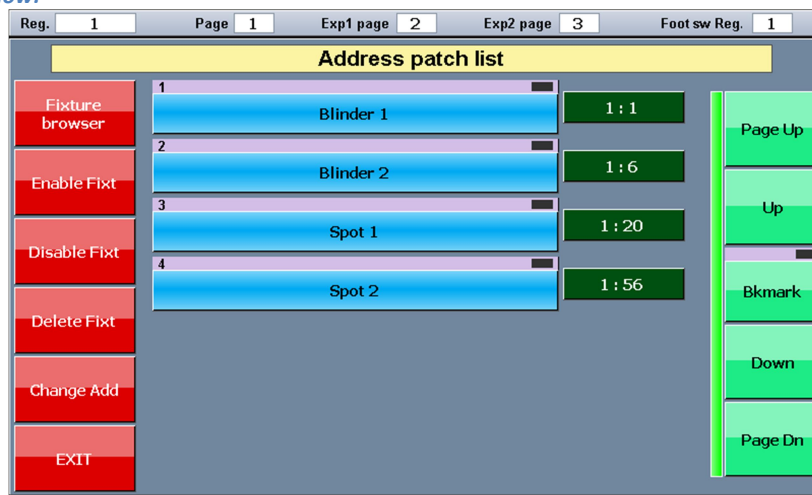 Reg. 1 Page 1 Exp1 page 2 Exp2 page 3 Foot sw Reg. 1
Address patch list
Fixture
browser
Enable Fixt
Disable Fixt
Delete Fixt
Change Add
EXIT
1
Blinder 1 1:1
2
Blinder 2 1:6
3
Spot 1 1:20
4
Spot 2 1:56
Page Up
Up
Bkmark
Down
Page Dn